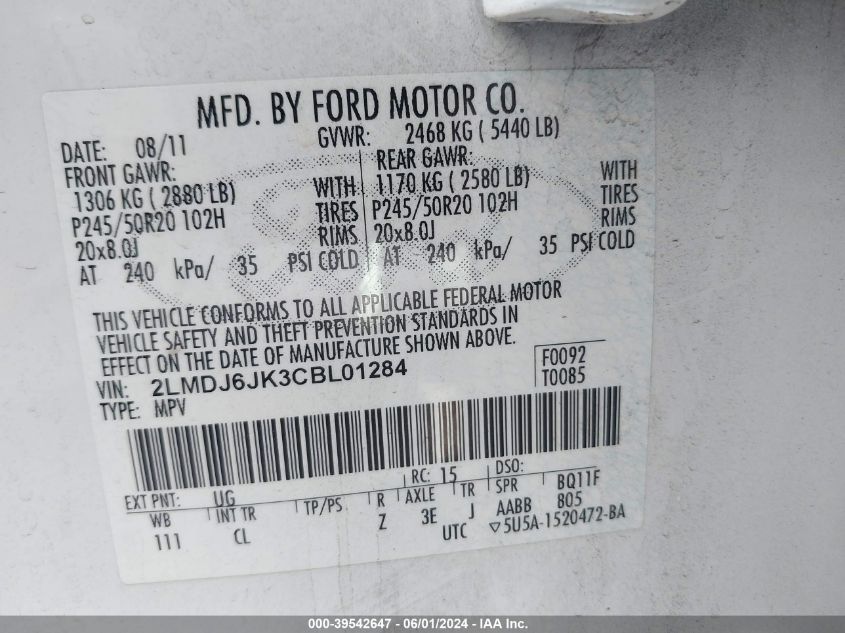 MFD. BY FORD MOTOR CO.
DATE: 08/11 GVWR: 2468 KG ( 5440 LB)
FRONT GAWR: REAR GAWR:
1306 KG ( 2880 LB) WITH 1170 KG ( 2580 LB) WITH
P245/50R20 102H TIRES P245/50R20 102H TIRES
20x8.0J RIMS 20x8.0J RIMS
AT 240 kPa/ 35 PSI COLD AT 240 kPa/ 35 PSI COLD
THIS VEHICLE CONFORMS TO ALL APPLICABLE FEDERAL MOTOR
VEHICLE SAFETY AND THEFT PREVENTION STANDARDS IN
EFFECT ON THE DATE OF MANUFACTURE SHOWN ABOVE.
VIN: 2LMDJ6JK3CBL01284 F0092
TYPE: MPV T0085
EXT PNT: UG RC: 15 DSO:
WB INT TR TP/PS R AXLE TR SPR BQ11F
111 CL Z 3E J AABB 805
UTC ▽5U5A-1520472-BA
000-39542647 - 06/01/2024 - IAA Inc.